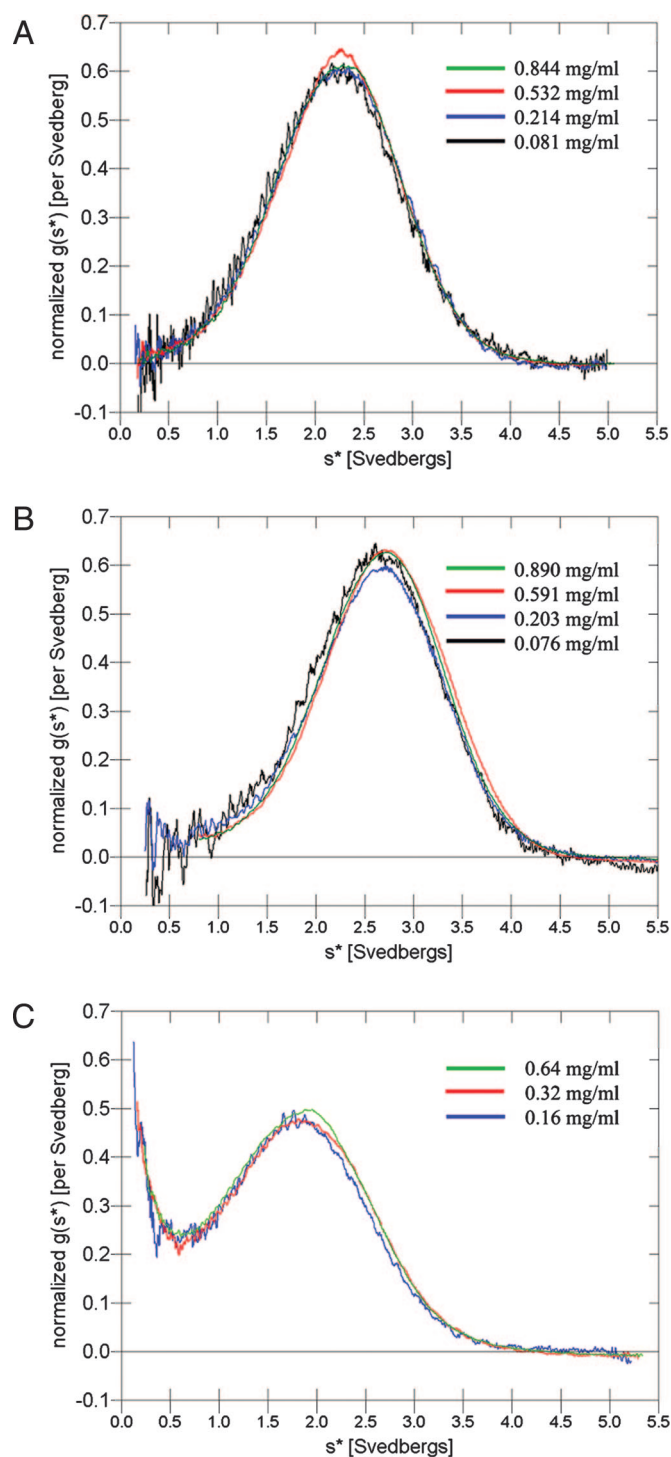 A
normalized g(s*) [per Svedberg]
0.7
0.6
0.5
0.4
0.3
0.2
0.1
0.0
-0.1
0.844 mg/ml
0.532 mg/ml
0.214 mg/ml
0.081 mg/ml
0.0 0.5 1.0 1.5 2.0 2.5 3.0 3.5 4.0 4.5 5.0 5.5
s* [Svedbergs]
B
normalized g(s*) [per Svedberg]
0.7
0.6
0.5
0.4
0.3
0.2
0.1
0.0
-0.1
0.890 mg/ml
0.591 mg/ml
0.203 mg/ml
0.076 mg/ml
0.0 0.5 1.0 1.5 2.0 2.5 3.0 3.5 4.0 4.5 5.0 5.5
s* [Svedbergs]
C
normalized g(s*) [per Svedberg]
0.7
0.6
0.5
0.4
0.3
0.2
0.1
0.0
-0.1
0.64 mg/ml
0.32 mg/ml
0.16 mg/ml
0.0 0.5 1.0 1.5 2.0 2.5 3.0 3.5 4.0 4.5 5.0 5.5
s* [Svedbergs]